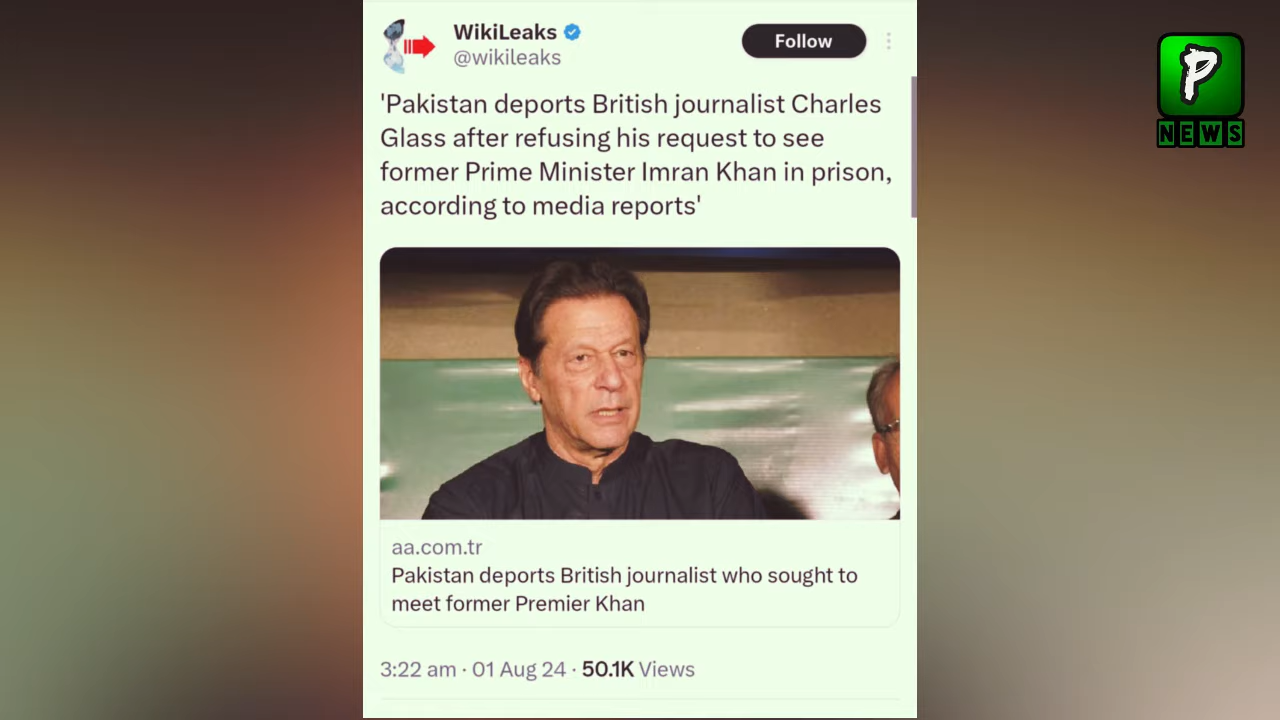 WikiLeaks
@wikileaks
Follow
'Pakistan deports British journalist Charles
Glass after refusing his request to see
former Prime Minister Imran Khan in prison,
according to media reports'
aa.com.tr
Pakistan deports British journalist who sought to
meet former Premier Khan
3:22 am · 01 Aug 24 · 50.1K Views
P
NEWS